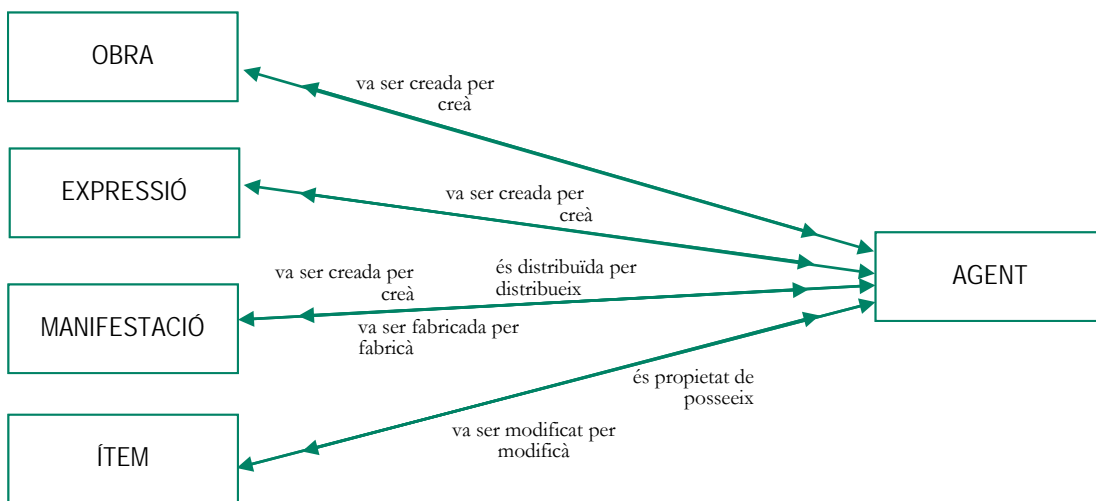 OBRA
va ser creada per
creà
EXPRESSIÓ
va ser creada per
creà
AGENT
MANIFESTACIÓ
va ser creada per
creà
és distribuïda per
distribueix
va ser fabricada per
fabricà
ÍTEM
és propietat de
posseeix
va ser modificat per
modificà